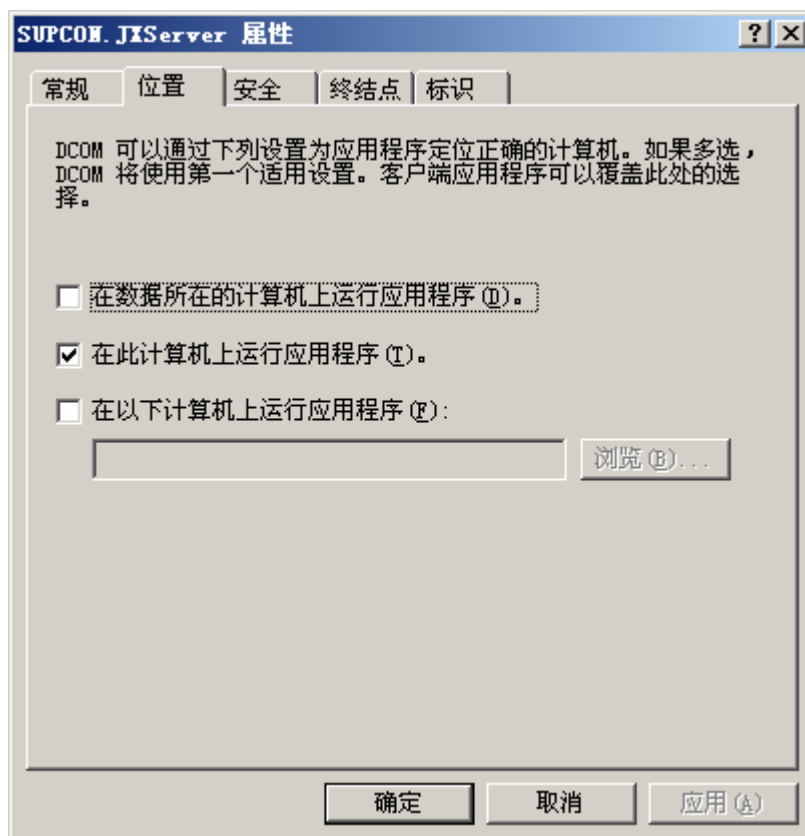 SUPCON.JXServer 属性
常规 位置 安全 终结点 标识
DCOM 可以通过下列设置为应用程序定位正确的计算机。如果多选，
DCOM 将使用第一个适用设置。客户端应用程序可以覆盖此处的选
择。
在数据所在的计算机上运行应用程序(D)。
在此计算机上运行应用程序(T)。
在以下计算机上运行应用程序(F):
浏览(B)...
确定 取消 应用(A)